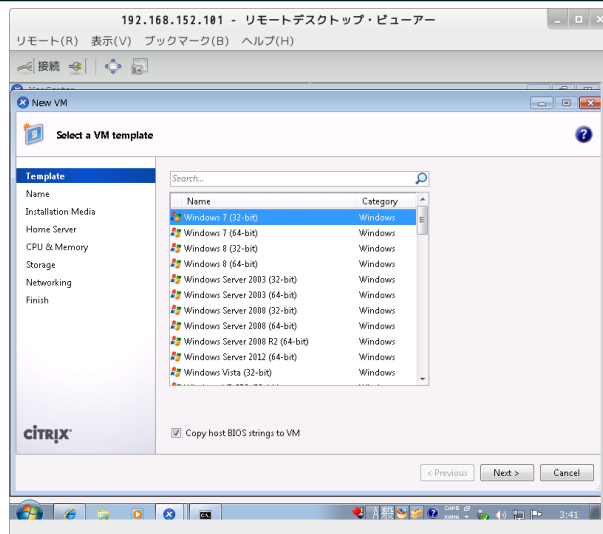 192.168.152.101 - リモートデスクトップ・ビューアー
リモート(R) 表示(V) ブックマーク(B) ヘルプ(H)
接続
New VM
Select a VM template
Template
Name
Installation Media
Home Server
CPU & Memory
Storage
Networking
Finish
Search...
Name Category
Windows 7 (32-bit) Windows
Windows 7 (64-bit) Windows
Windows 8 (32-bit) Windows
Windows 8 (64-bit) Windows
Windows Server 2003 (32-bit) Windows
Windows Server 2003 (64-bit) Windows
Windows Server 2008 (32-bit) Windows
Windows Server 2008 (64-bit) Windows
Windows Server 2008 R2 (64-bit) Windows
Windows Server 2012 (64-bit) Windows
Windows Vista (32-bit) Windows
CITRIX
Copy host BIOS strings to VM
< Previous Next > Cancel
A 般 CAPS KANA 3:41